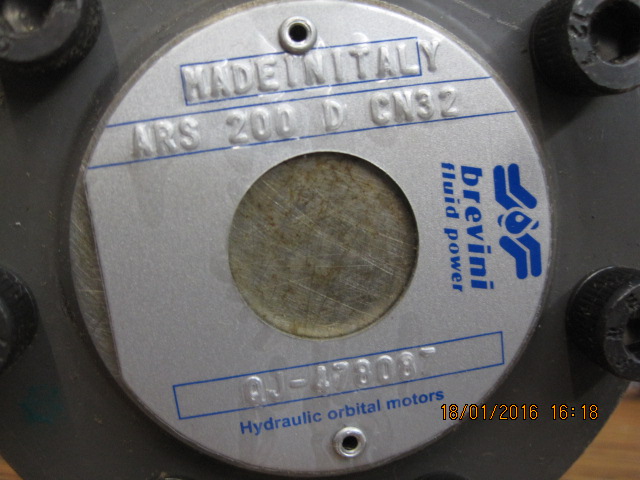 MADEINITALY
ARS 200 D CN32
brevini
fluid power
Hydraulic orbital motors
18/01/2016 16:18